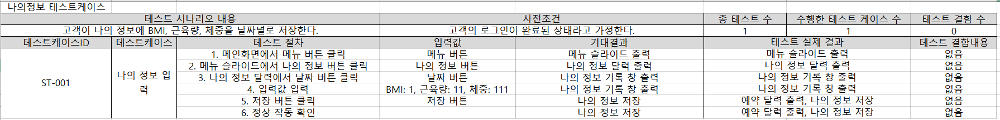 나의정보 테스트케이스
테스트 시나리오 내용 사전조건 총 테스트 수 수행한 테스트 케이스 수 테스트 결함 수
고객이 나의 정보에 BMI, 근육량, 체중을 날짜별로 저장한다. 고객의 로그인이 완료된 상태라고 가정한다. 1 1 0
테스트케이스ID 테스트케이스 테스트 절차 입력값 기대결과 테스트 실제 결과 테스트 결함내용
ST-001 나의 정보 입력 1. 메인화면에서 메뉴 버튼 클릭 메뉴 버튼 메뉴 슬라이드 출력 메뉴 슬라이드 출력 없음
2. 메뉴 슬라이드에서 나의 정보 버튼 클릭 나의 정보 버튼 나의 정보 달력 출력 나의 정보 달력 출력 없음
3. 나의 정보 달력에서 날짜 버튼 클릭 날짜 버튼 나의 정보 기록 창 출력 나의 정보 기록 창 출력 없음
4. 입력값 입력 BMI: 1, 근육량: 11, 체중: 111 나의 정보 기록 창 출력 나의 정보 기록 창 출력 없음
5. 저장 버튼 클릭 저장 버튼 나의 정보 저장 예약 달력 출력, 나의 정보 저장 없음
6. 정상 작동 확인 나의 정보 저장 예약 달력 출력, 나의 정보 저장 없음